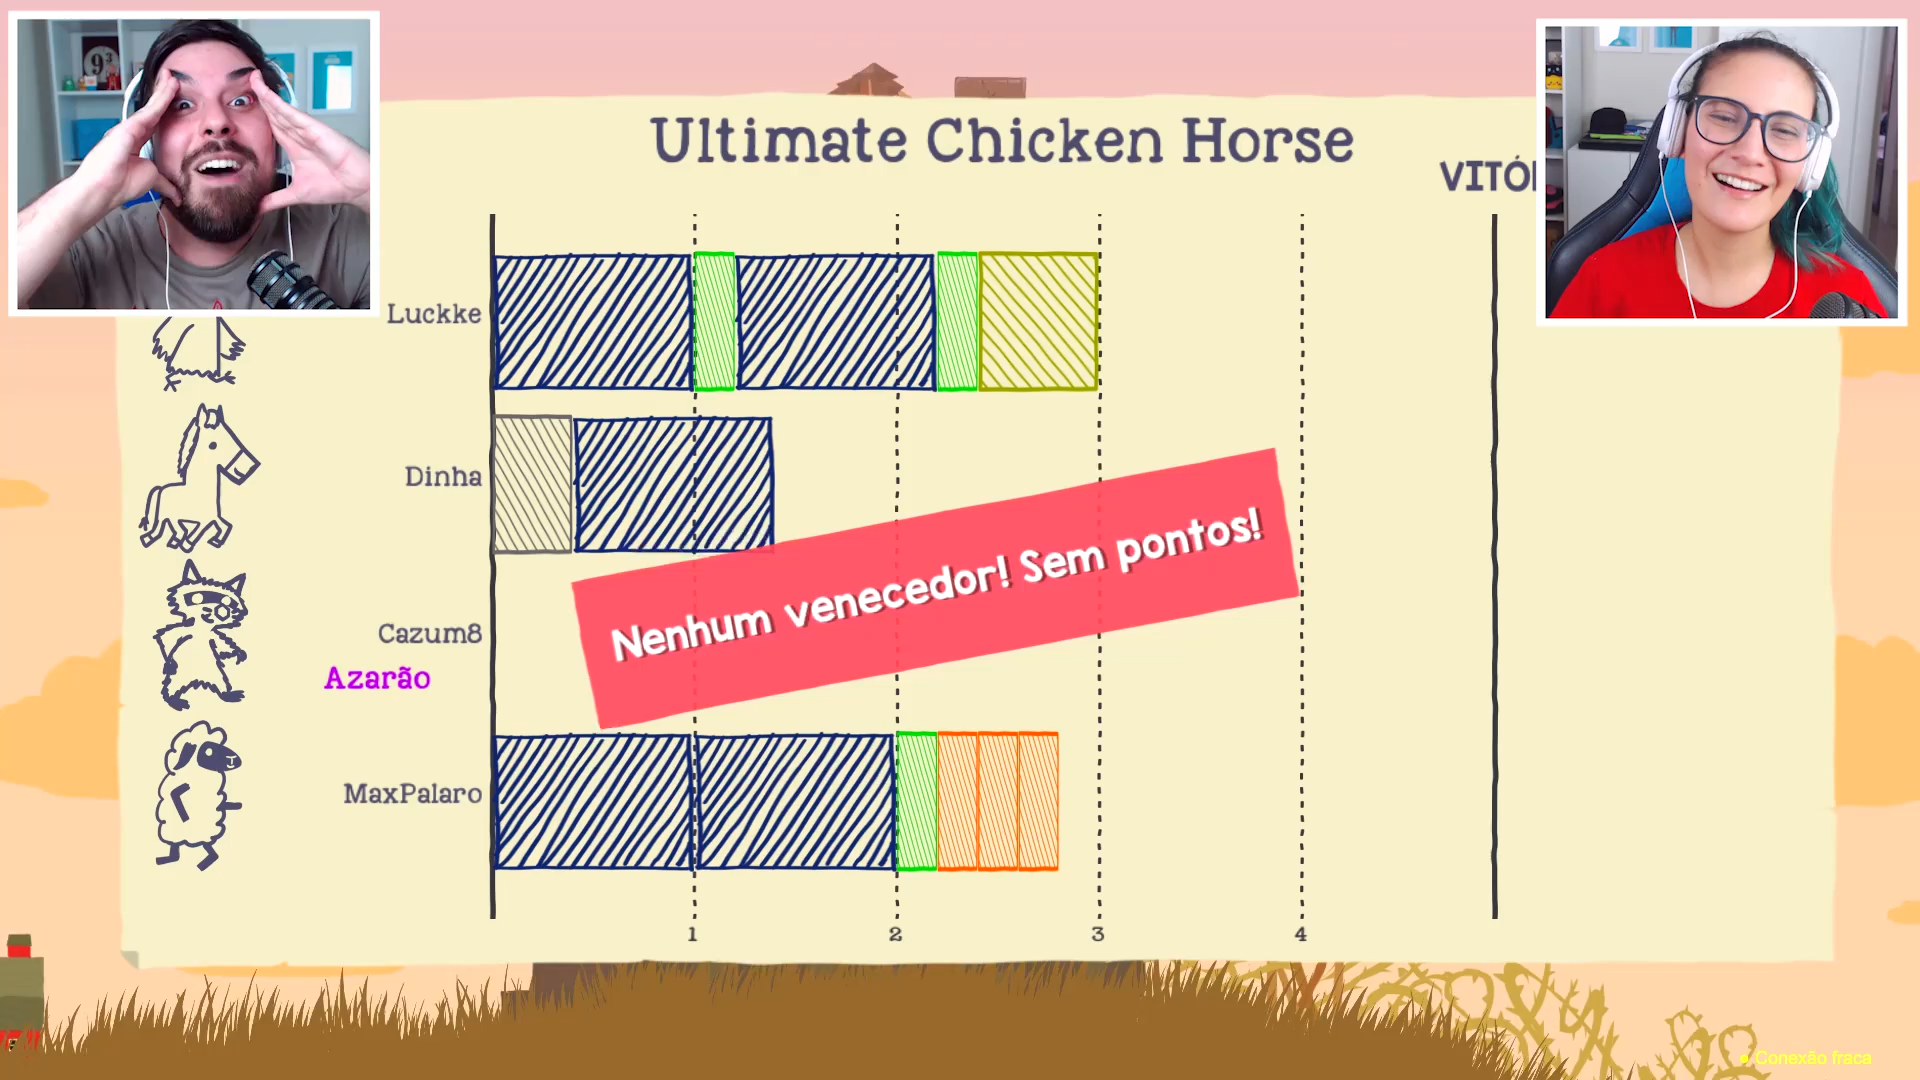 Ultimate Chicken Horse
VITÓ
Luckke
Dinha
Nenhum venecedor! Sem pontos!
Cazum8
Azarão
MaxPalaro
1 2 3 4
Conexão fraca
9